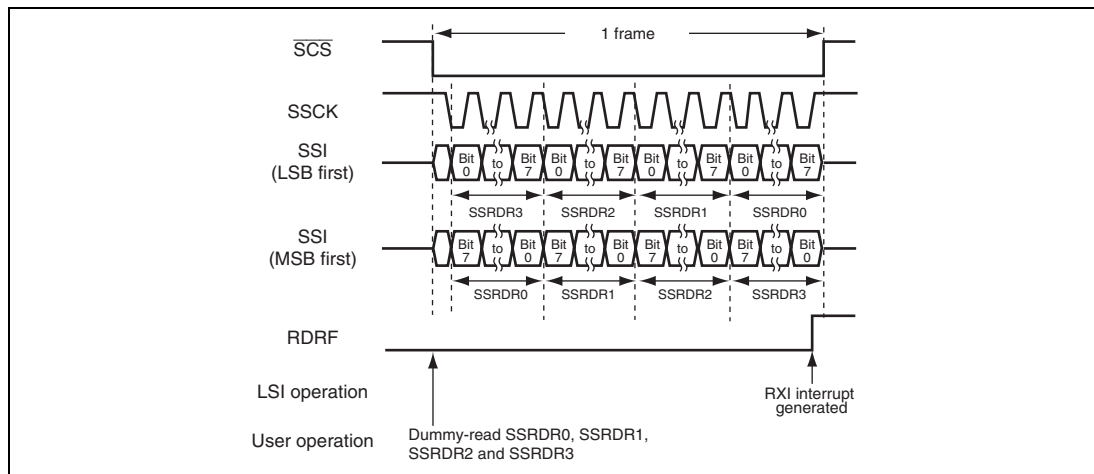 1 frame
SCS
SSCK
SSI
(LSB first)
Bit 0 to Bit 7 Bit 0 to Bit 7 Bit 0 to Bit 7 Bit 0 to Bit 7
SSRDR3 SSRDR2 SSRDR1 SSRDR0
SSI
(MSB first)
Bit 7 to Bit 0 Bit 7 to Bit 0 Bit 7 to Bit 0 Bit 7 to Bit 0
SSRDR0 SSRDR1 SSRDR2 SSRDR3
RDRF
LSI operation
RXI interrupt
generated
User operation
Dummy-read SSRDR0, SSRDR1,
SSRDR2 and SSRDR3